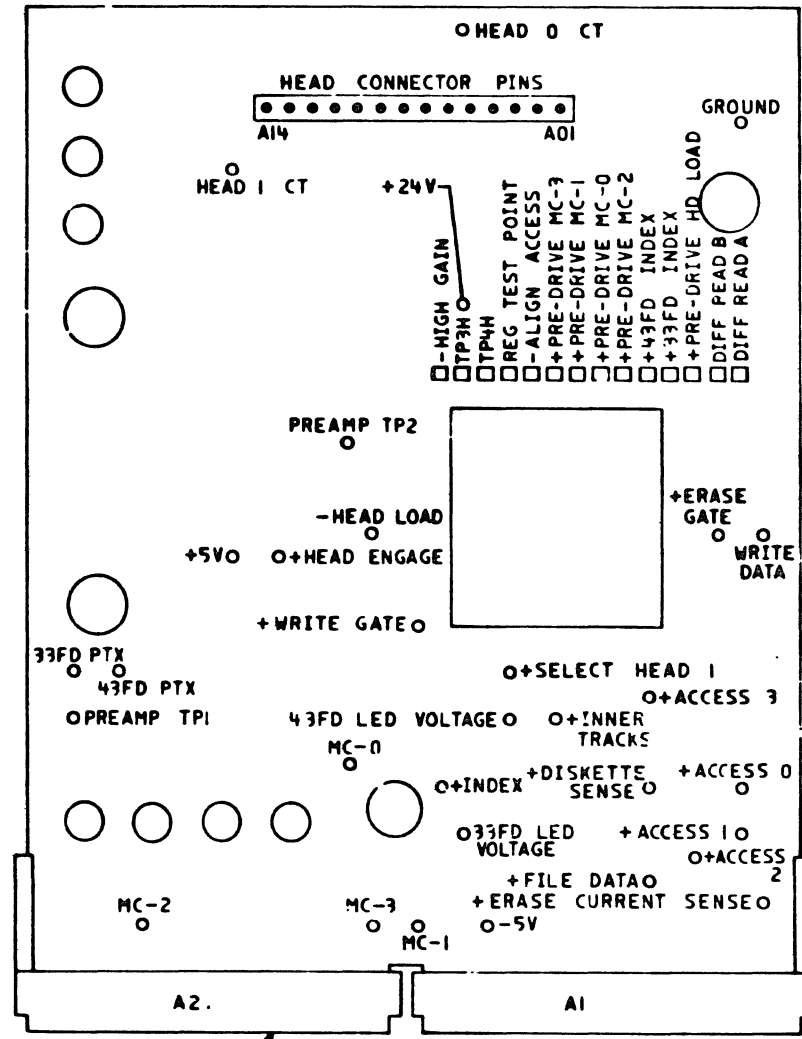 HEAD 0 CT
HEAD CONNECTOR PINS
A14
A01
GROUND
HEAD 1 CT
+24V
-HIGH GAIN
TP3H
TP4H
REG TEST POINT
-ALIGN ACCESS
+PRE-DRIVE MC-3
+PRE-DRIVE MC-1
+PRE-DRIVE MC-0
+PRE-DRIVE MC-2
+43FD INDEX
+33FD INDEX
+PRE-DRIVE HD LOAD
DIFF PEAD B
DIFF READ A
PREAMP TP2
-HEAD LOAD
+ERASE
GATE
+5V
+HEAD ENGAGE
WRITE
DATA
+WRITE GATE
33FD PTX
43FD PTX
+SELECT HEAD 1
+ACCESS 3
PREAMP TP1
43FD LED VOLTAGE
+INNER
TRACKS
MC-0
+INDEX
+DISKETTE
SENSE
+ACCESS 0
33FD LED
VOLTAGE
+ACCESS 1
+ACCESS
2
+FILE DATA
+ERASE CURRENT SENSE
MC-2
MC-3
MC-1
-5V
A2.
A1